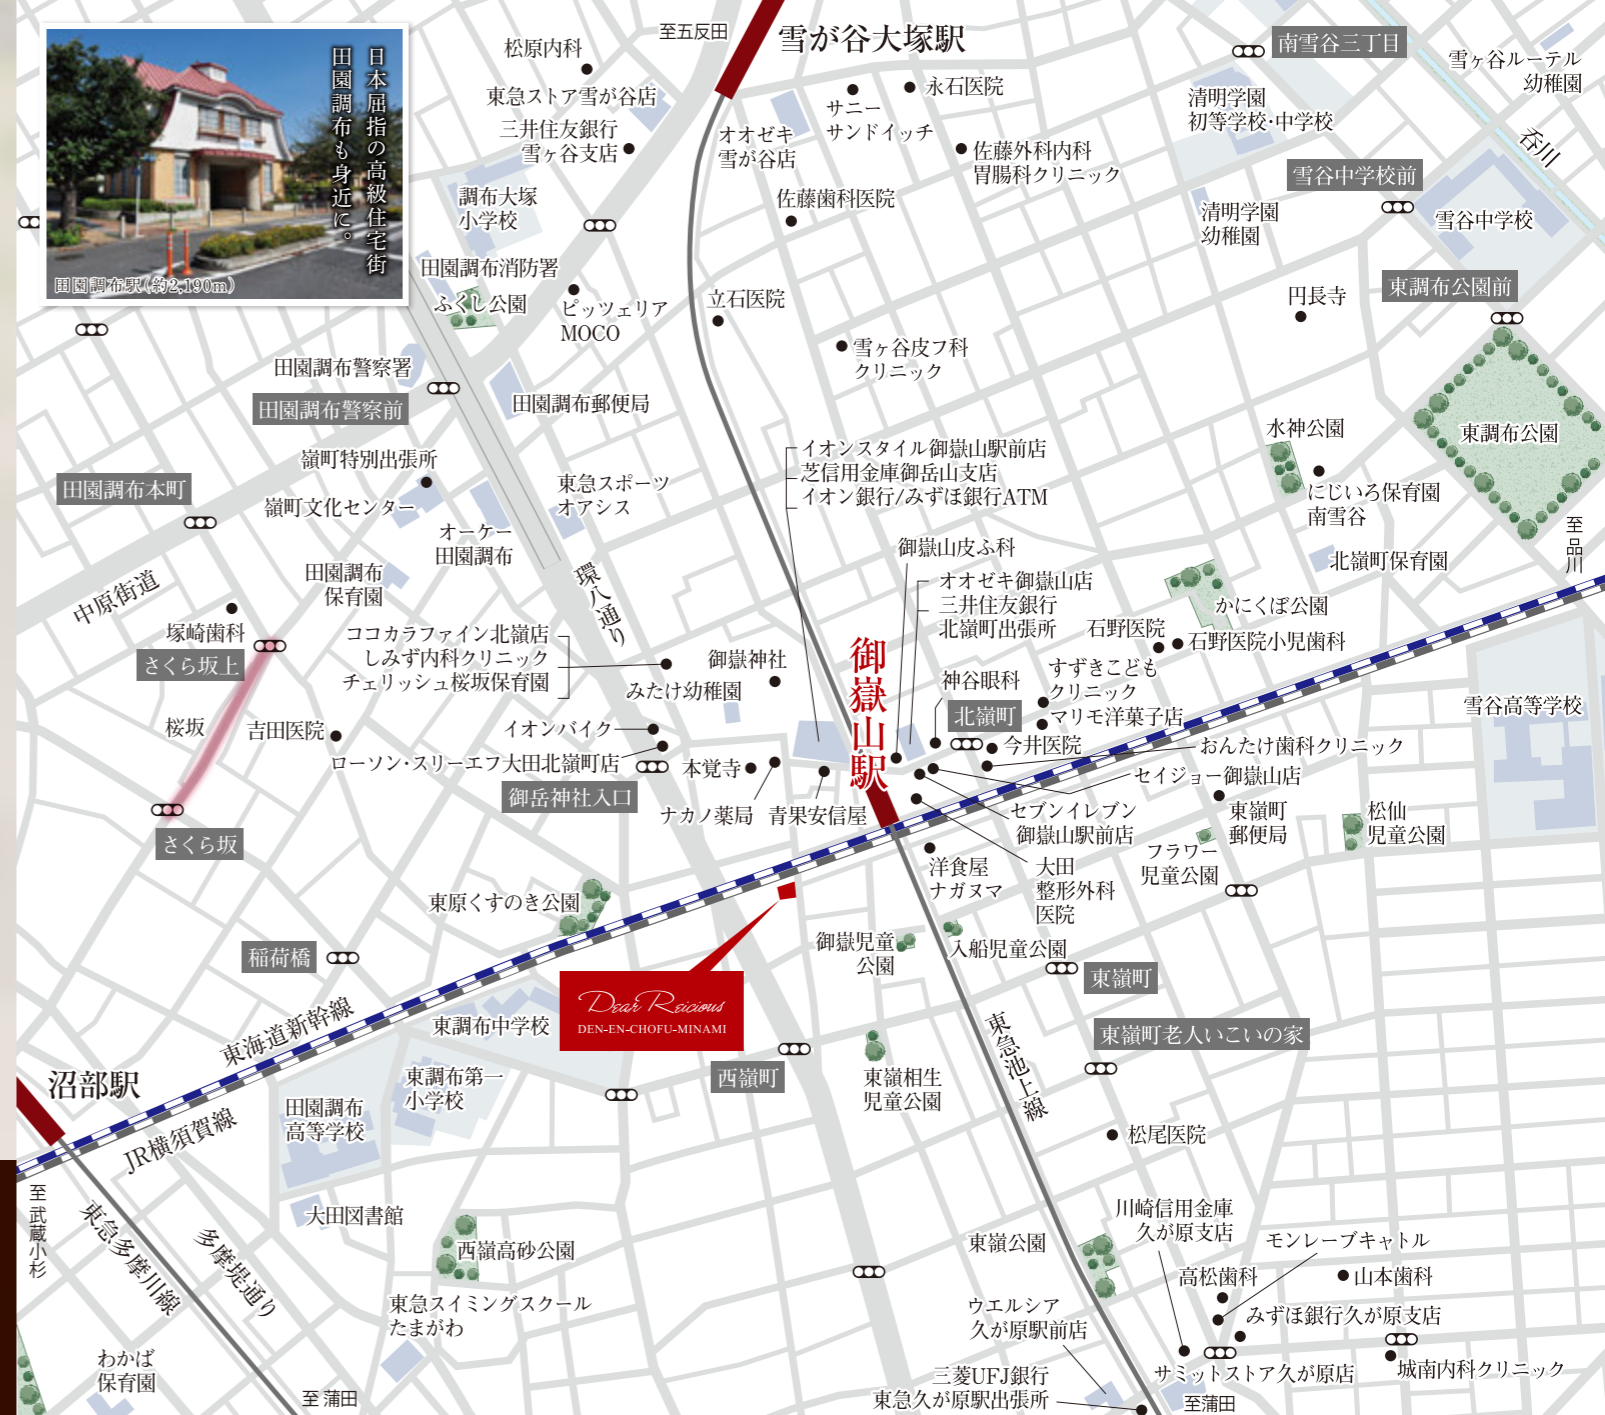 日本屈指の高級住宅街
田園調布も身近に。
田園調布駅(約2,190m)
至五反田
雪が谷大塚駅
南雪谷三丁目
雪ヶ谷ルーテル
幼稚園
松原内科
東急ストア雪が谷店
三井住友銀行
雪ヶ谷支店
オオゼキ
雪が谷店
サニー
サンドイッチ
永石医院
佐藤外科内科
胃腸科クリニック
清明学園
初等学校・中学校
呑川
雪谷中学校前
雪谷中学校
清明学園
幼稚園
調布大塚
小学校
佐藤歯科医院
田園調布消防署
ふくし公園
ピッツェリア
MOCO
立石医院
雪ヶ谷皮フ科
クリニック
円長寺
東調布公園前
東調布公園
田園調布警察署
田園調布警察前
田園調布郵便局
嶺町特別出張所
嶺町文化センター
田園調布本町
オーケー
田園調布
東急スポーツ
オアシス
イオンスタイル御嶽山駅前店
芝信用金庫御岳山支店
イオン銀行/みずほ銀行ATM
水神公園
にじいろ保育園
南雪谷
至品川
北嶺町保育園
御嶽山皮ふ科
オオゼキ御嶽山店
三井住友銀行
北嶺町出張所
かにくぼ公園
石野医院
石野医院小児歯科
田園調布
保育園
環八通り
中原街道
塚崎歯科
さくら坂上
桜坂
吉田医院
さくら坂
ココカラファイン北嶺店
しみず内科クリニック
チェリッシュ桜坂保育園
御嶽神社
みたけ幼稚園
イオンバイク
ローソン・スリーエフ大田北嶺町店
御岳神社入口
本覚寺
ナカノ薬局
青果安信屋
御嶽山駅
神谷眼科
北嶺町
すずきこども
クリニック
マリモ洋菓子店
今井医院
おんたけ歯科クリニック
セイジョー御嶽山店
セブンイレブン
御嶽山駅前店
東嶺町
郵便局
松仙
児童公園
雪谷高等学校
フラワー
児童公園
洋食屋
ナガヌマ
大田
整形外科
医院
東原くすのき公園
御嶽児童
公園
入船児童公園
東嶺町
稲荷橋
Dear Reicious
DEN-EN-CHOFU-MINAMI
東調布中学校
東海道新幹線
JR横須賀線
沼部駅
東調布第一
小学校
田園調布
高等学校
西嶺町
東嶺相生
児童公園
東急池上線
東嶺町老人いこいの家
松尾医院
大田図書館
西嶺高砂公園
至武蔵小杉
東急多摩川線
多摩堤通り
東急スイミングスクール
たまがわ
わかば
保育園
至蒲田
東嶺公園
川崎信用金庫
久が原支店
モンレーブキャトル
高松歯科
山本歯科
みずほ銀行久が原支店
ウエルシア
久が原駅前店
サミットストア久が原店
城南内科クリニック
三菱UFJ銀行
東急久が原駅出張所
至蒲田